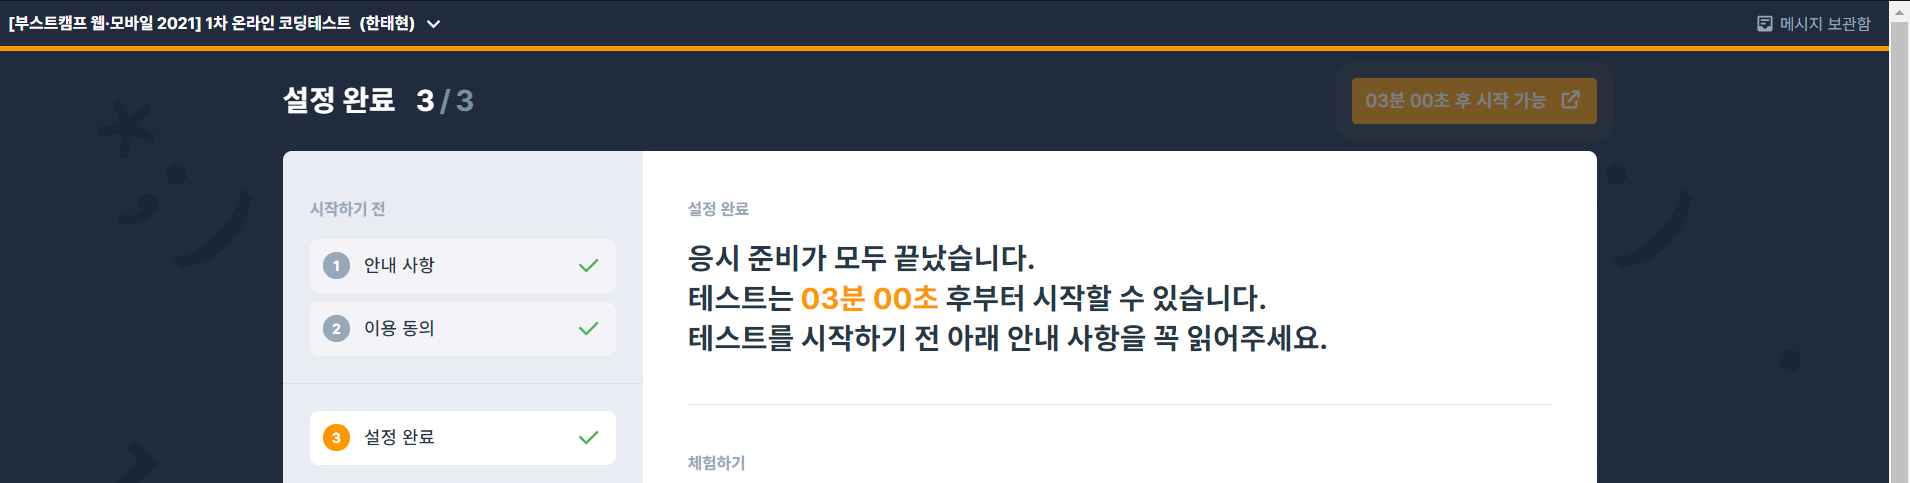 [부스트캠프 웹·모바일 2021] 1차 온라인 코딩테스트 (한태현)
메시지 보관함
설정 완료 3 / 3
03분 00초 후 시작 가능
시작하기 전
1 안내 사항
2 이용 동의
3 설정 완료
설정 완료
응시 준비가 모두 끝났습니다.
테스트는 03분 00초 후부터 시작할 수 있습니다.
테스트를 시작하기 전 아래 안내 사항을 꼭 읽어주세요.
체험하기